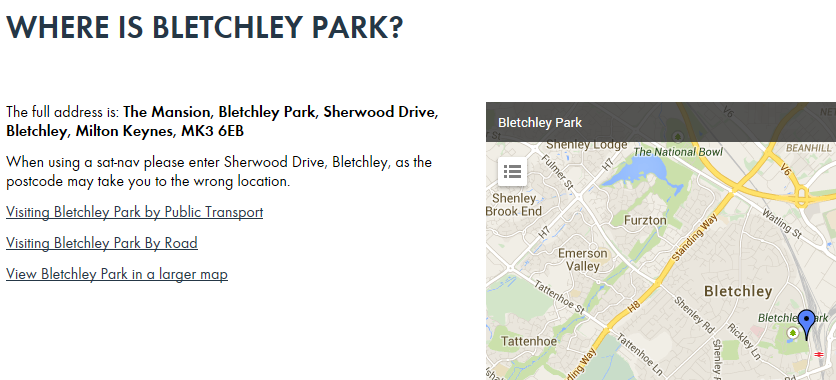 WHERE IS BLETCHLEY PARK?
The full address is: The Mansion, Bletchley Park, Sherwood Drive,
Bletchley, Milton Keynes, MK3 6EB
When using a sat-nav please enter Sherwood Drive, Bletchley, as the
postcode may take you to the wrong location.
Visiting Bletchley Park by Public Transport
Visiting Bletchley Park By Road
View Bletchley Park in a larger map
Bletchley Park
V6
Shenley Lodge
The National Bowl
BEANHILL
H7
V6
Fulmer St
Shenley
Brook End
Furzton
Watling St
H7
Standing Way
Emerson
Valley
Bletchley
Tattenhoe St
H8
Shenley Rd
Bletchley Park
Rickley Ln
Tattenhoe
Tattenhoe Ln
Shenley R
ding Way